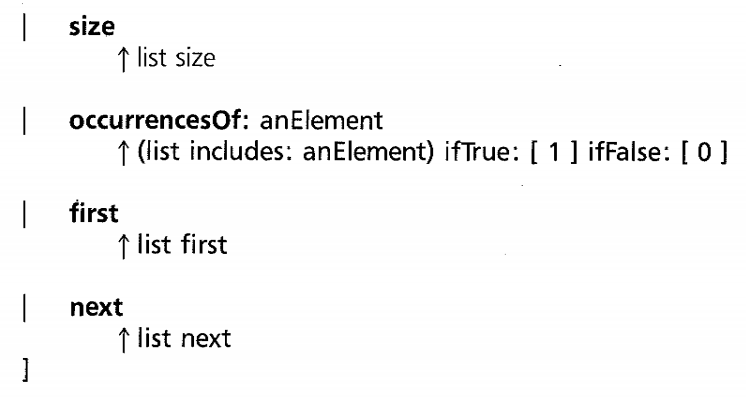 | size
↑ list size
| occurrencesOf: anElement
↑ (list includes: anElement) ifTrue: [ 1 ] ifFalse: [ 0 ]
| first
↑ list first
| next
↑ list next
]